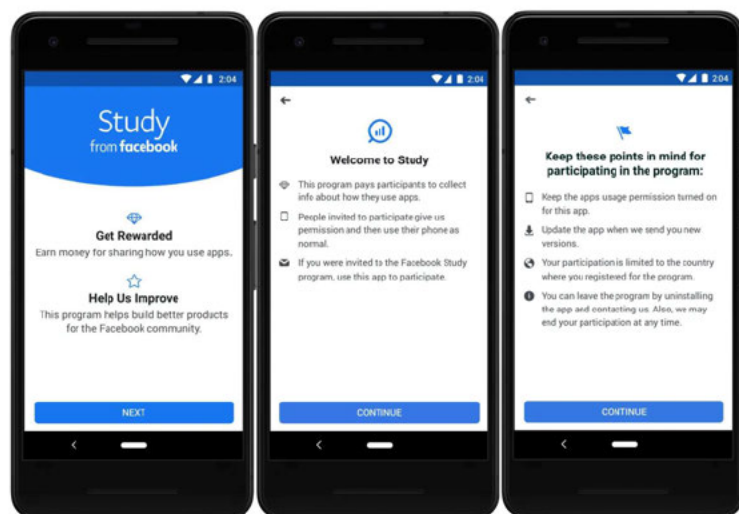 2:04
Study
from facebook
Get Rewarded
Earn money for sharing how you use apps.
Help Us Improve
This program helps build better products
for the Facebook community.
NEXT
2:04
Welcome to Study
This program pays participants to collect
info about how they use apps.
People invited to participate give us
permission and then use their phone as
normal.
If you were invited to the Facebook Study
program, use this app to participate.
CONTINUE
2:04
Keep these points in mind for
participating in the program:
Keep the apps usage permission turned on
for this app.
Update the app when we send you new
versions.
Your participation is limited to the country
where you registered for the program.
You can leave the program by uninstalling
the app and contacting us. Also, we may
end your participation at any time.
CONTINUE